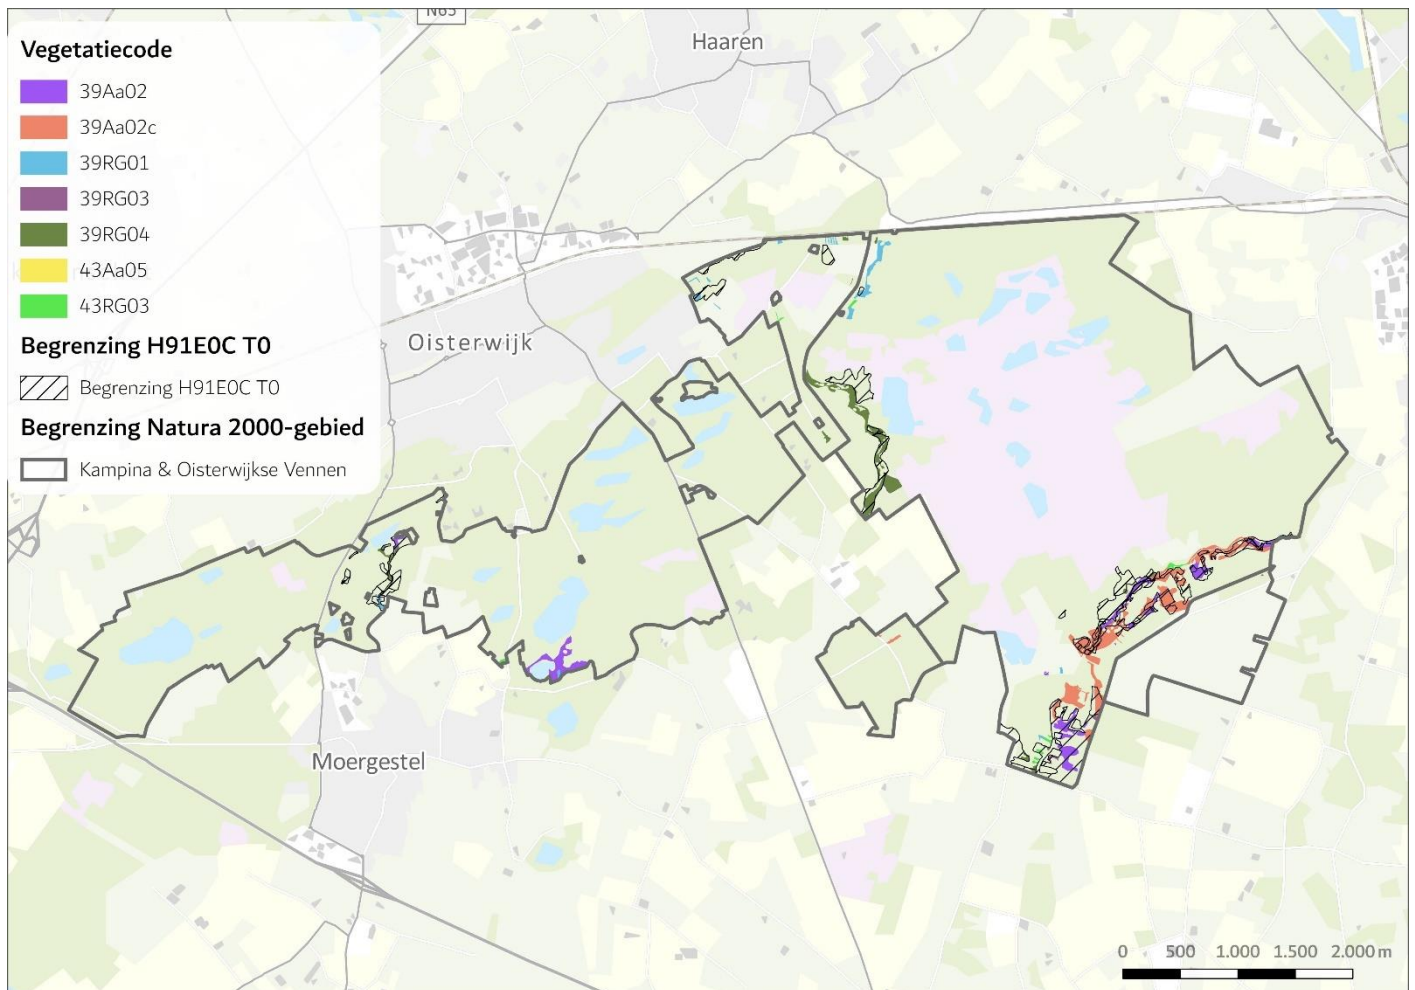 N65
Haaren
Vegetatiecode
39Aa02
39Aa02c
39RG01
39RG03
39RG04
43Aa05
43RG03
Begrenzing H91E0C T0
Begrenzing H91E0C T0
Begrenzing Natura 2000-gebied
Kampina & Oisterwijkse Vennen
Oisterwijk
Moergestel
0 500 1.000 1.500 2.000 m